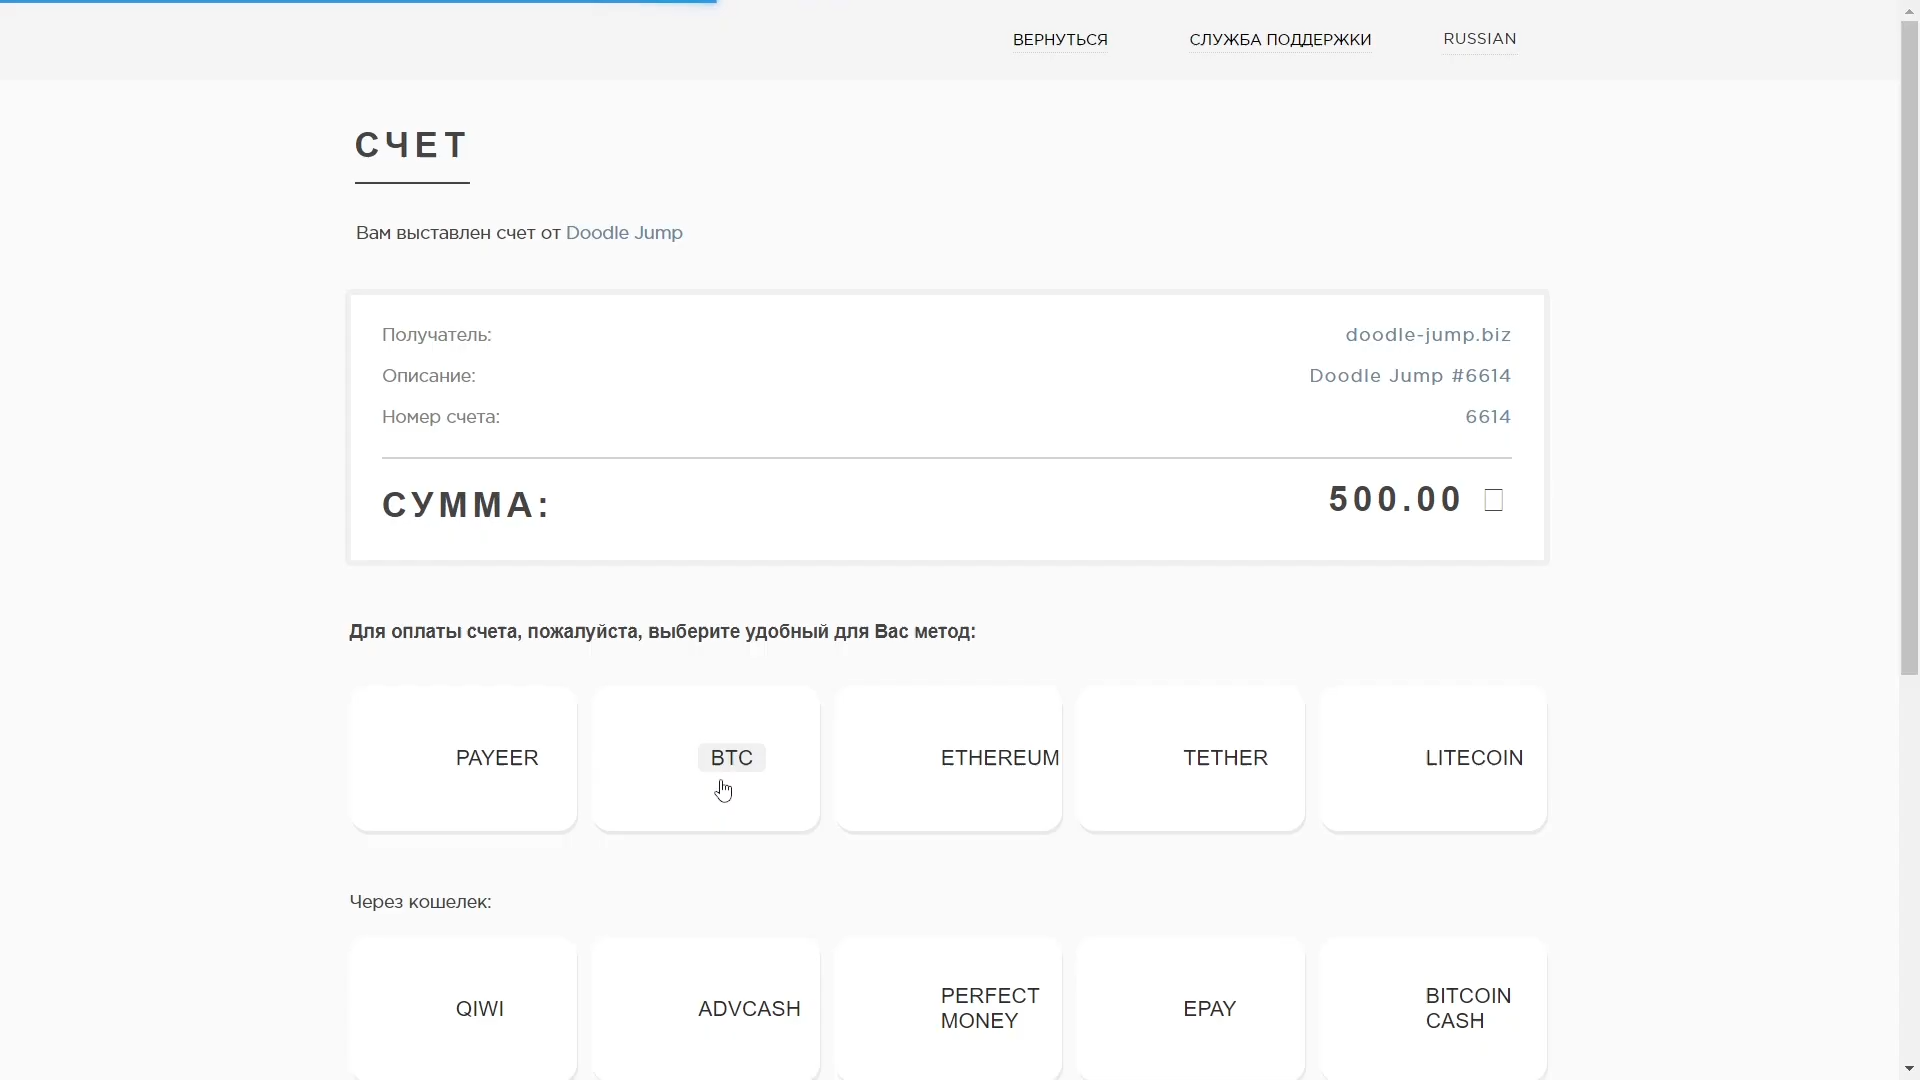 ВЕРНУТЬСЯ СЛУЖБА ПОДДЕРЖКИ RUSSIAN
СЧЕТ
Вам выставлен счет от Doodle Jump
Получатель: doodle-jump.biz
Описание: Doodle Jump #6614
Номер счета: 6614
СУММА: 500.00
Для оплаты счета, пожалуйста, выберите удобный для Вас метод:
PAYEER BTC ETHEREUM TETHER LITECOIN
Через кошелек:
QIWI ADVCASH PERFECT MONEY EPAY BITCOIN CASH